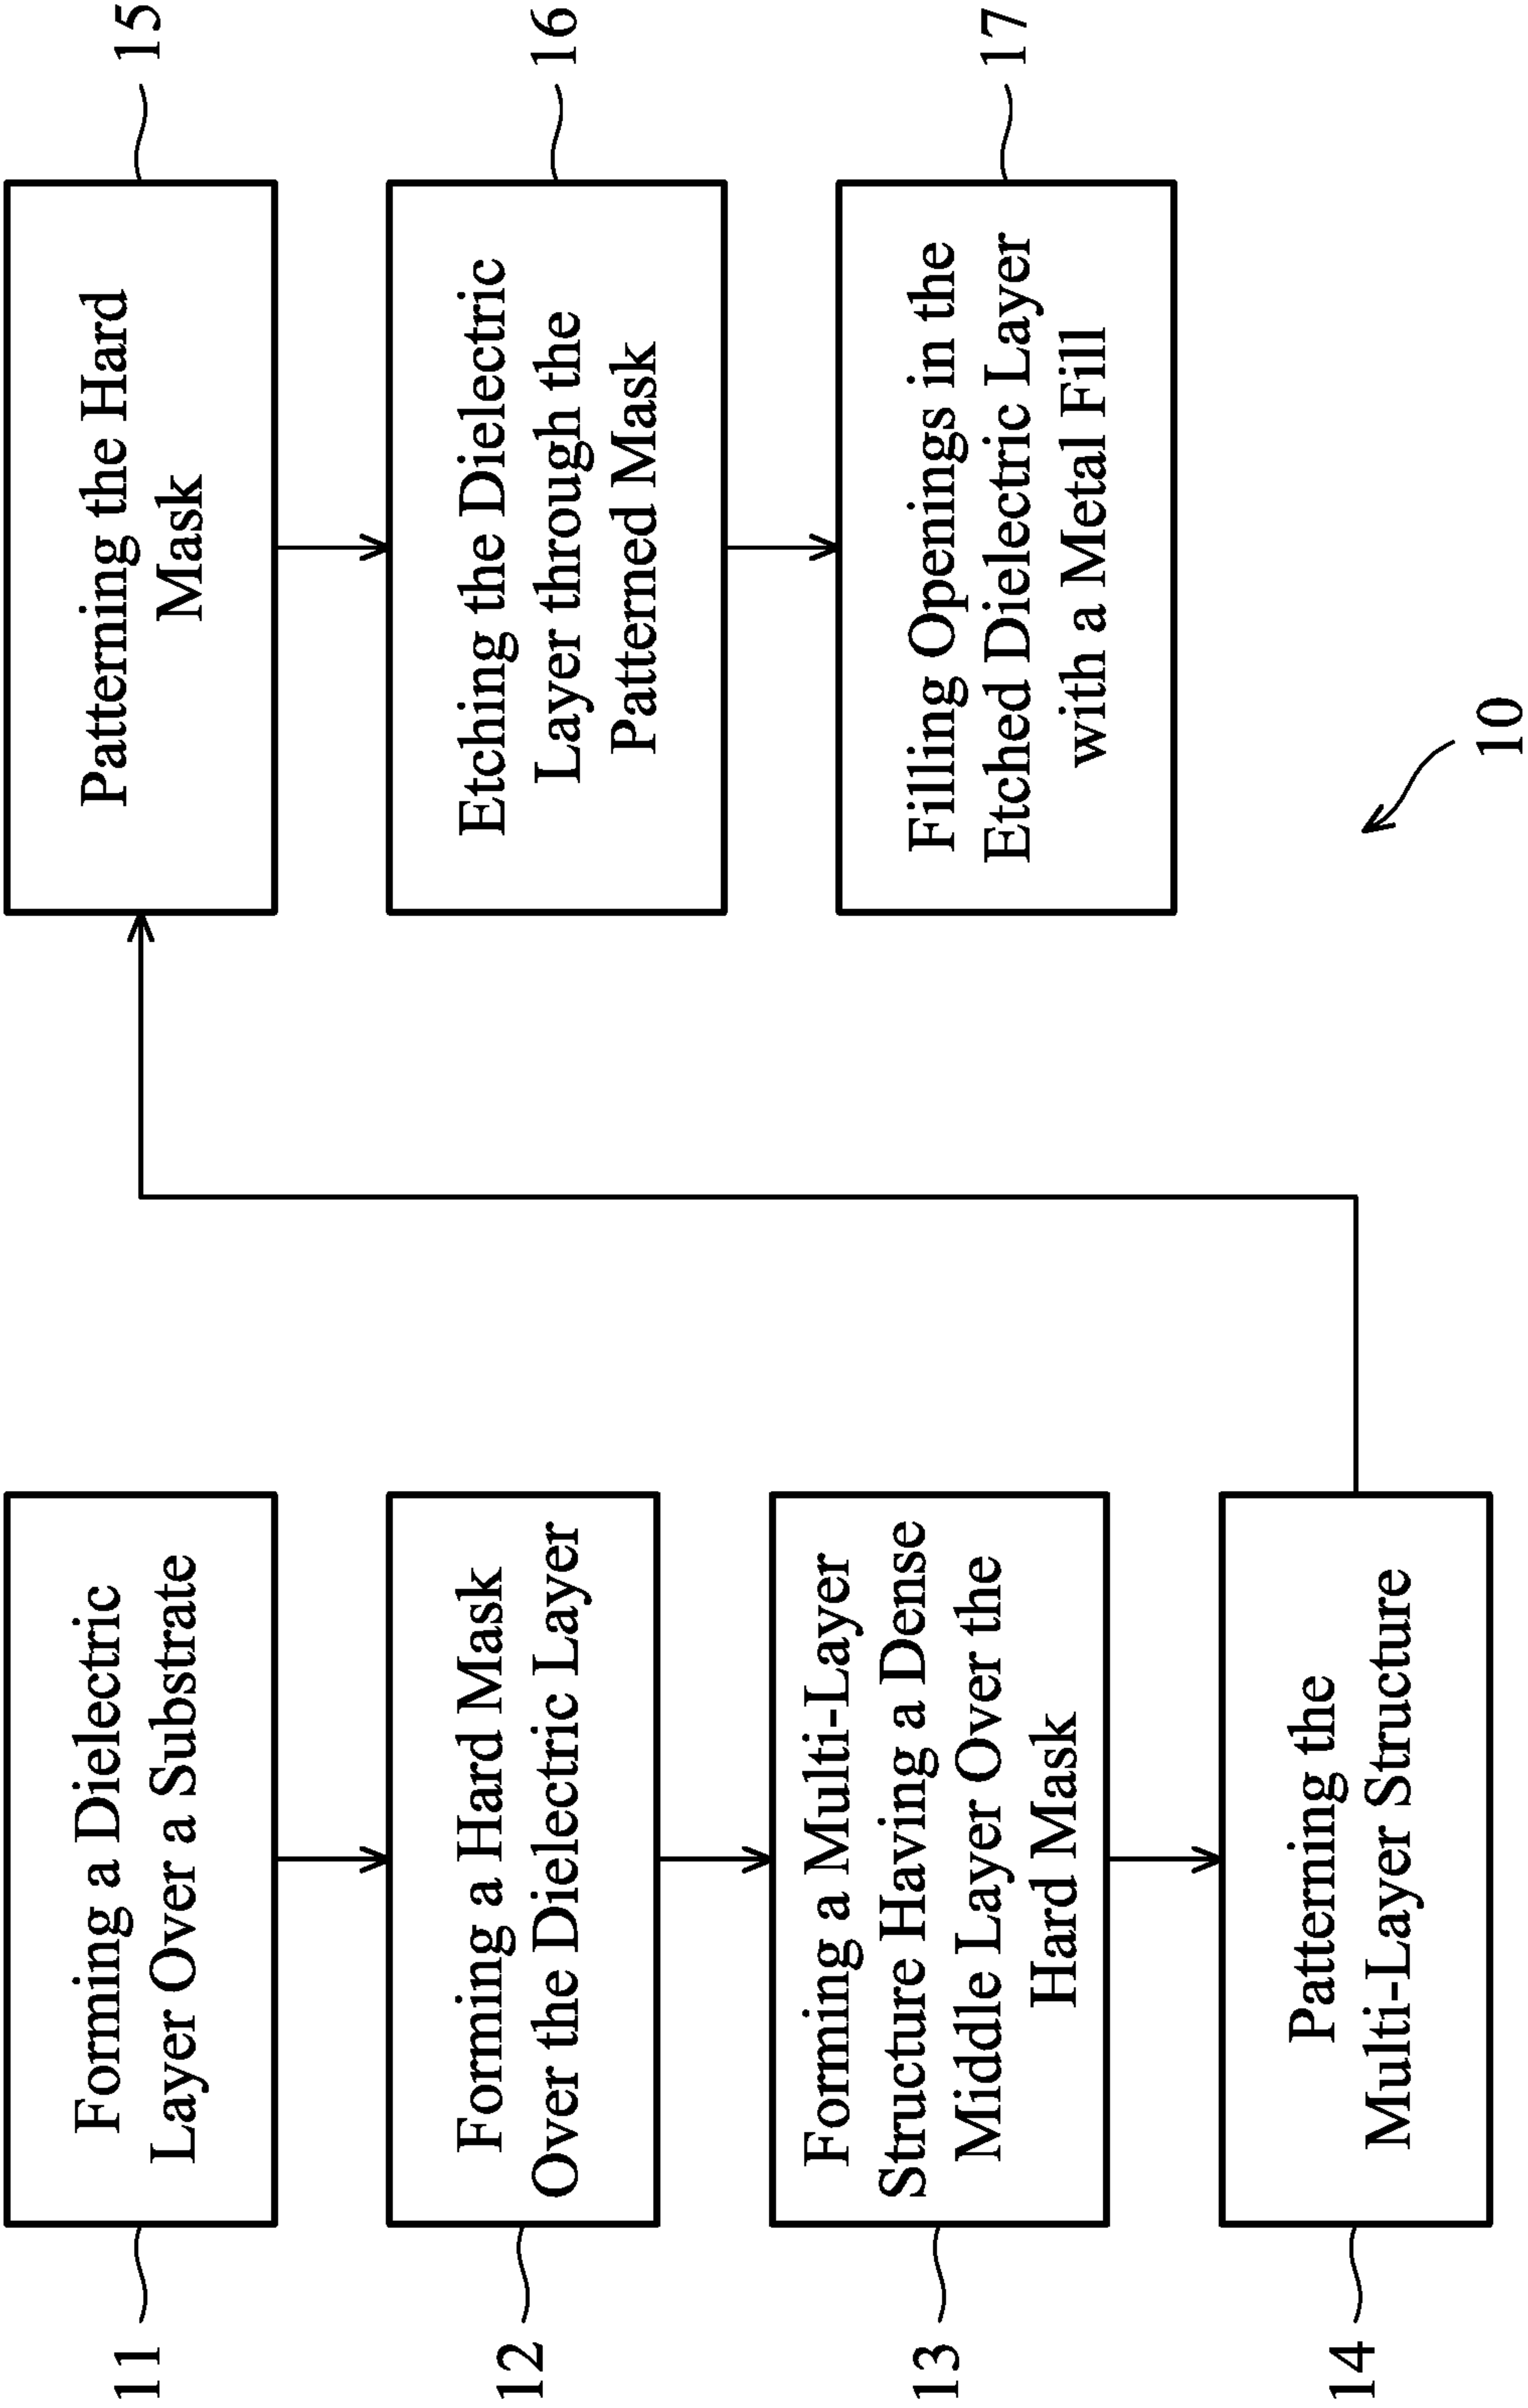 11
Forming a Dielectric
Layer Over a Substrate
12
Forming a Hard Mask
Over the Dielectric Layer
13
Forming a Multi-Layer
Structure Having a Dense
Middle Layer Over the
Hard Mask
14
Patterning the
Multi-Layer Structure
Patterning the Hard
Mask
15
Etching the Dielectric
Layer through the
Patterned Mask
16
Filling Openings in the
Etched Dielectric Layer
with a Metal Fill
17
10